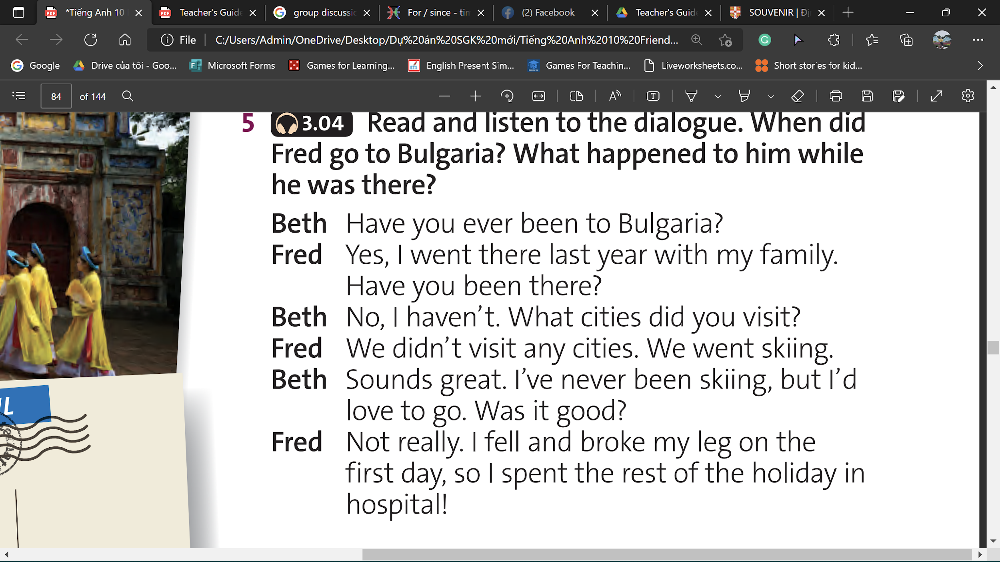 *Tiếng Anh 10
Teacher's Guide
group discussio
For / since - tim
(2) Facebook
Teacher's Guide
SOUVENIR | Đị
File
C:/Users/Admin/OneDrive/Desktop/Dự%20án%20SGK%20mới/Tiếng%20Anh%2010%20Friend...
Google
Drive của tôi - Goo...
Microsoft Forms
Games for Learning...
English Present Sim...
Games For Teachin...
Liveworksheets.co...
Short stories for kid...
84 of 144
5 3.04 Read and listen to the dialogue. When did
Fred go to Bulgaria? What happened to him while
he was there?
Beth Have you ever been to Bulgaria?
Fred Yes, I went there last year with my family.
Have you been there?
Beth No, I haven't. What cities did you visit?
Fred We didn't visit any cities. We went skiing.
Beth Sounds great. I've never been skiing, but I'd
love to go. Was it good?
Fred Not really. I fell and broke my leg on the
first day, so I spent the rest of the holiday in
hospital!